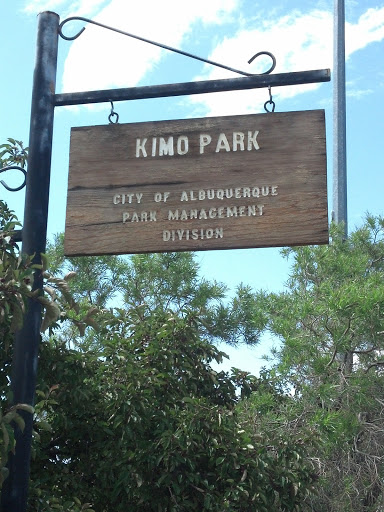 KIMO PARK
CITY OF ALBUQUERQUE
PARK MANAGEMENT
DIVISION